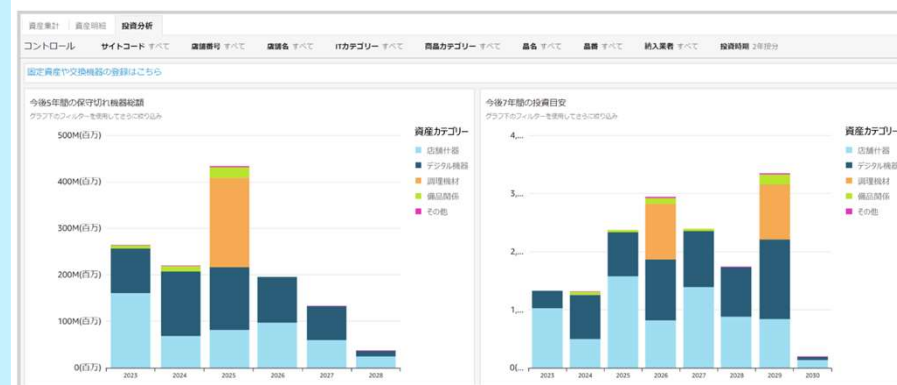 資産集計 資産明細 投資分析
コントロール サイトコード すべて 店舗番号 すべて 店舗名 すべて ITカテゴリー すべて 商品カテゴリー すべて 品名 すべて 品番 すべて 納入業者 すべて 投資時期 2年按分
固定資産や交換機器の登録はこちら
今後5年間の保守切れ機器総額
グラフ下のフィルターを使用してさらに絞り込み
500M(百万)
400M(百万)
300M(百万)
200M(百万)
100M(百万)
0(百万)
2023 2024 2025 2026 2027 2028
資産カテゴリー
店舗什器
デジタル機器
調理機材
備品関係
その他
今後7年間の投資目安
グラフ下のフィルターを使用してさらに絞り込み
4,...
3,...
2,...
1,...
0(...
2023 2024 2025 2026 2027 2028 2029 2030
資産カテゴリー
店舗什器
デジタル機器
調理機材
備品関係
その他